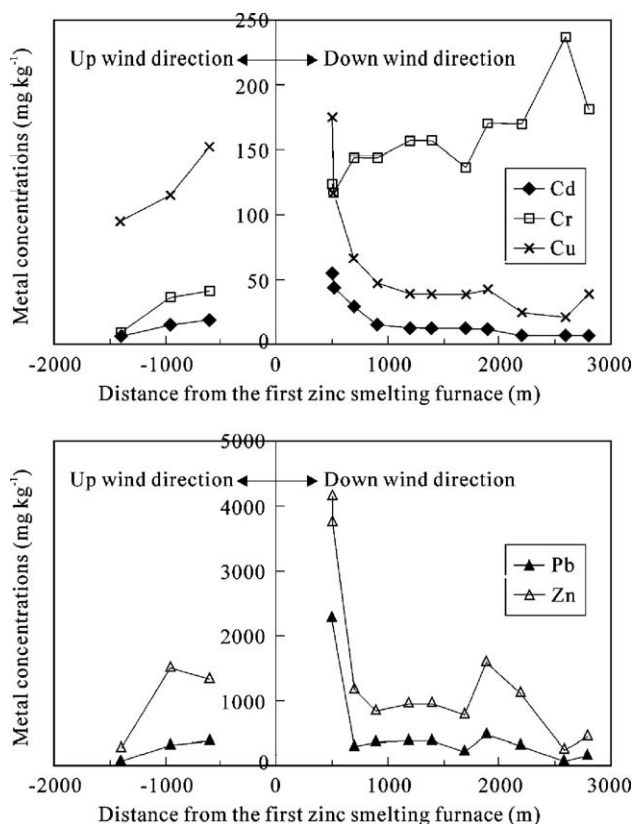 Metal concentrations (mg kg⁻¹)
250
200
150
100
50
0
Up wind direction
Down wind direction
Cd
Cr
Cu
-2000
-1000
0
1000
2000
3000
Distance from the first zinc smelting furnace (m)
Metal concentrations (mg kg⁻¹)
5000
4000
3000
2000
1000
0
Up wind direction
Down wind direction
Pb
Zn
-2000
-1000
0
1000
2000
3000
Distance from the first zinc smelting furnace (m)